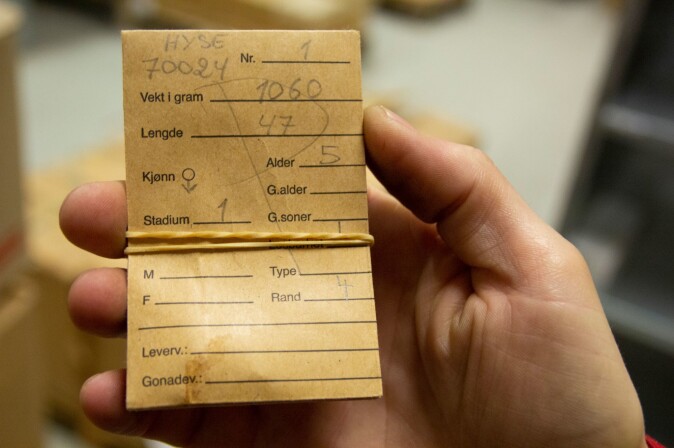 HYSE Nr. 1
70024
Vekt i gram 1060
Lengde 47
Alder 5
Kjønn
G.alder
Stadium 1 G.soner
M Type
F Rand 4
Leverv.:
Gonadev.: